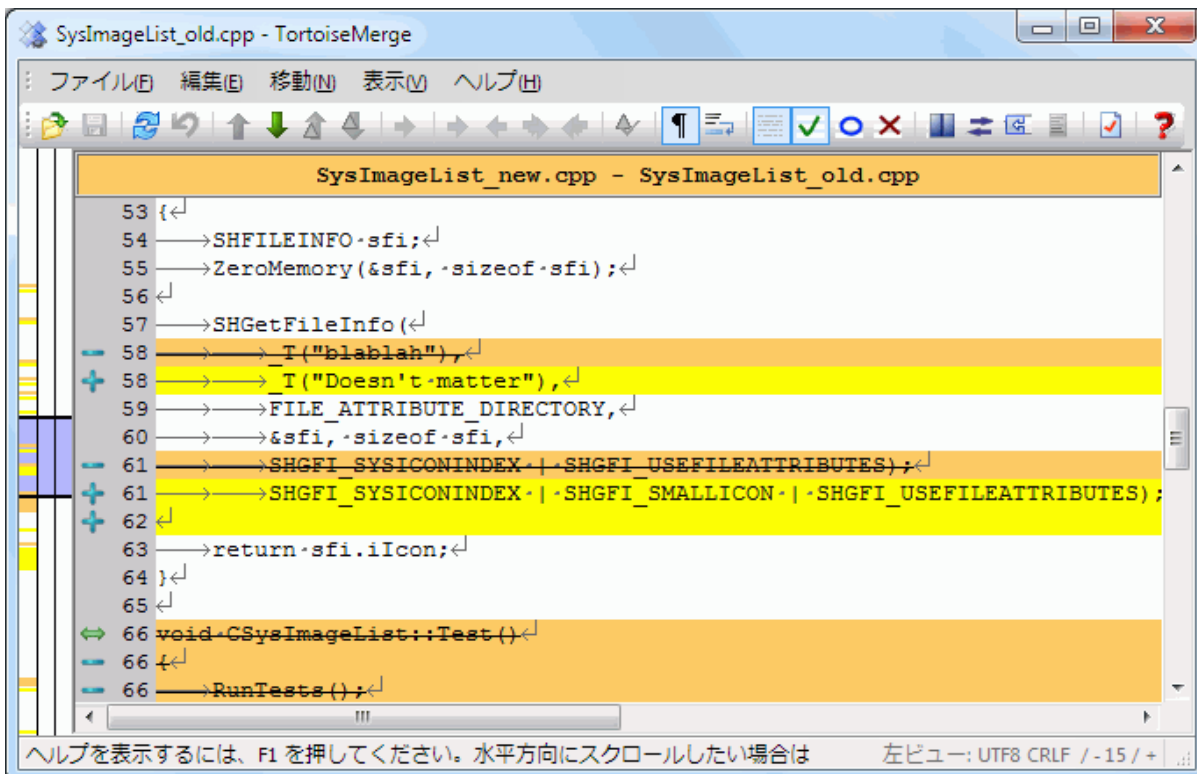 SysImageList_old.cpp - TortoiseMerge
ファイル(F) 編集(E) 移動(N) 表示(V) ヘルプ(H)
SysImageList_new.cpp - SysImageList_old.cpp
53 {
54 SHFILEINFO·sfi;
55 ZeroMemory(&sfi,·sizeof·sfi);
56
57 SHGetFileInfo(
58 _T("blablah"),
58 _T("Doesn't·matter"),
59 FILE_ATTRIBUTE_DIRECTORY,
60 &sfi,·sizeof·sfi,
61 SHGFI_SYSICONINDEX·|·SHGFI_USEFILEATTRIBUTES);
61 SHGFI_SYSICONINDEX·|·SHGFI_SMALLICON·|·SHGFI_USEFILEATTRIBUTES);
62
63 return·sfi.iIcon;
64 }
65
66 void·CSysImageList::Test()
66 {
66 RunTests();
ヘルプを表示するには、F1 を押してください。水平方向にスクロールしたい場合は 左ビュー: UTF8 CRLF / - 15 / +